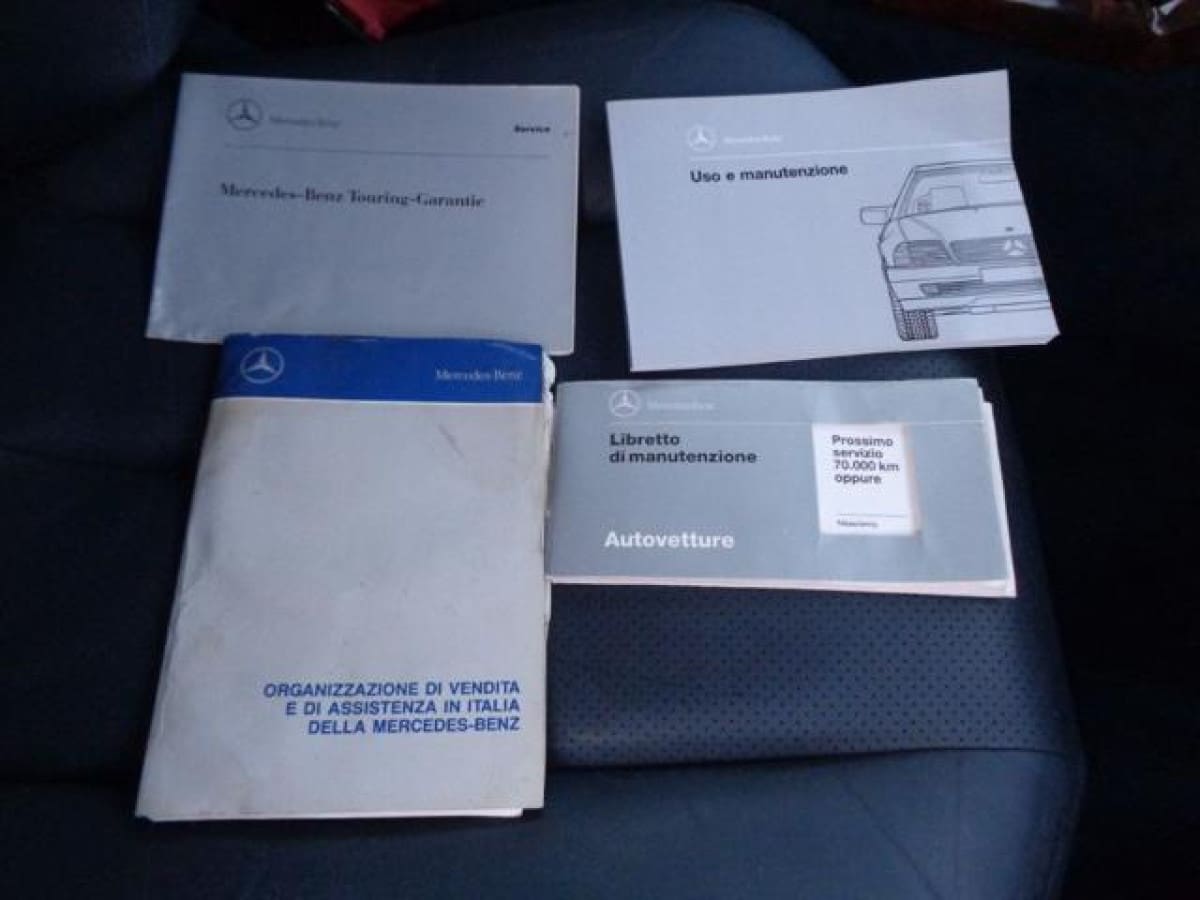 Mercedes-Benz
Service
Mercedes-Benz Touring-Garantie
Mercedes-Benz
Uso e manutenzione
Mercedes-Benz
ORGANIZZAZIONE DI VENDITA
E DI ASSISTENZA IN ITALIA
DELLA MERCEDES-BENZ
Mercedes-Benz
Libretto
di manutenzione
Prossimo
servizio
70.000 km
oppure
Autovetture